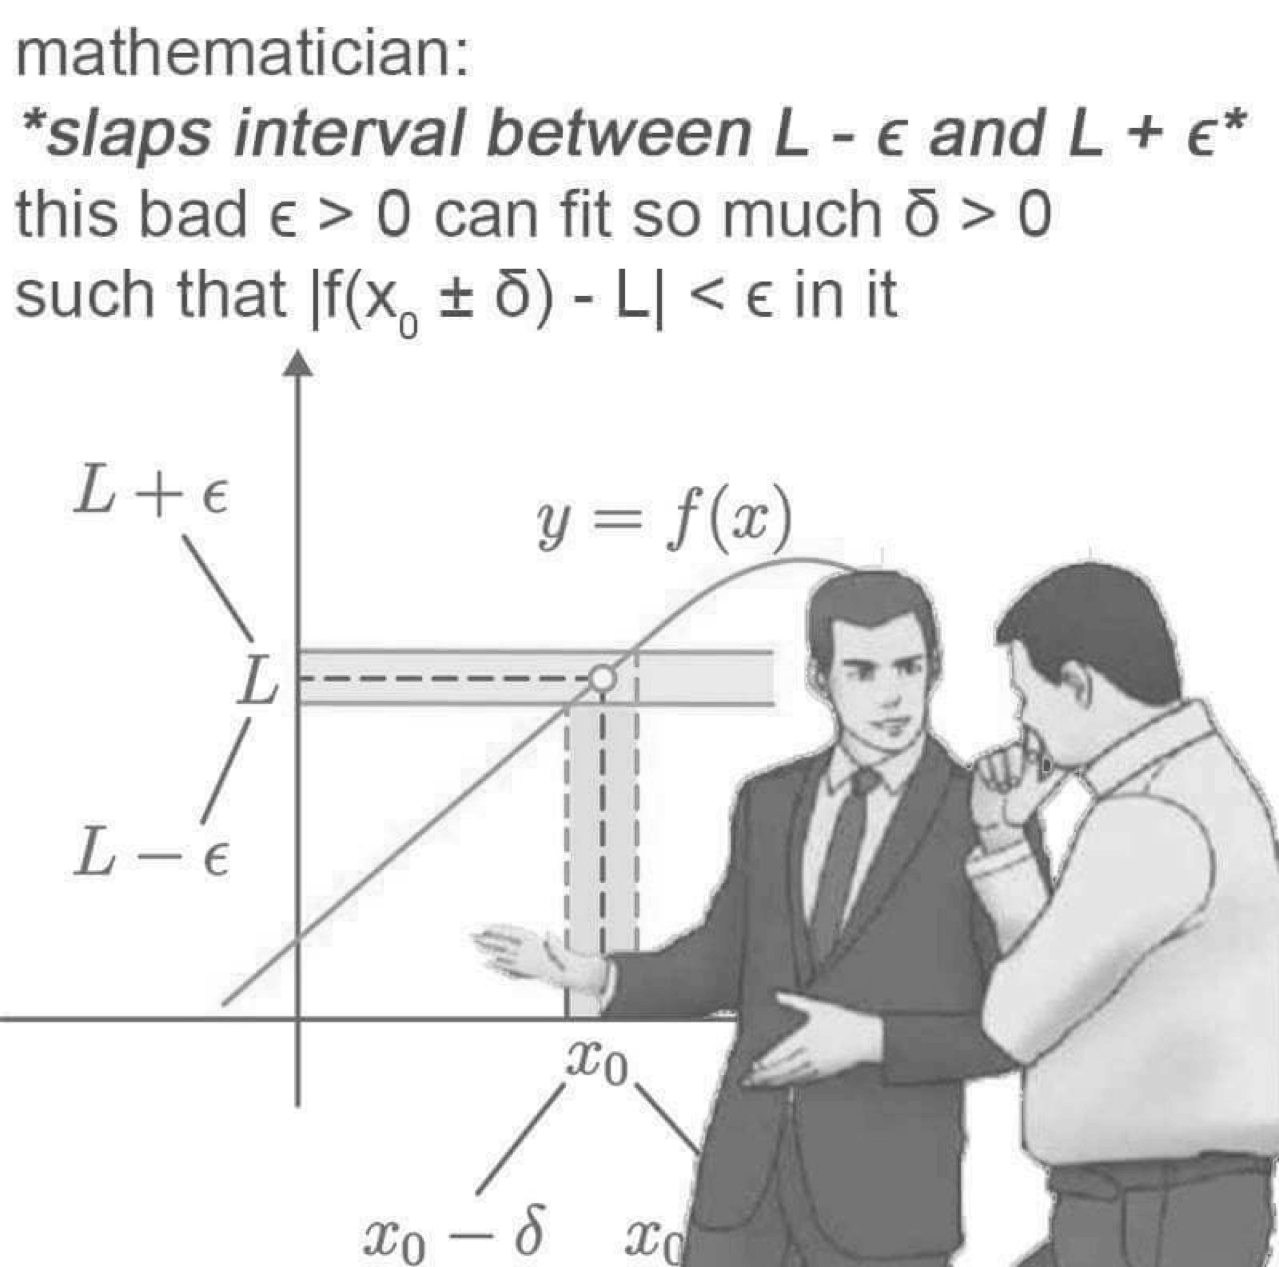 mathematician:
*slaps interval between L - ϵ and L + ϵ*
this bad ϵ > 0 can fit so much δ > 0
such that |f(x₀ ± δ) - L| < ϵ in it
L + ϵ
y = f(x)
L
L − ϵ
x₀
x₀ − δ x₀